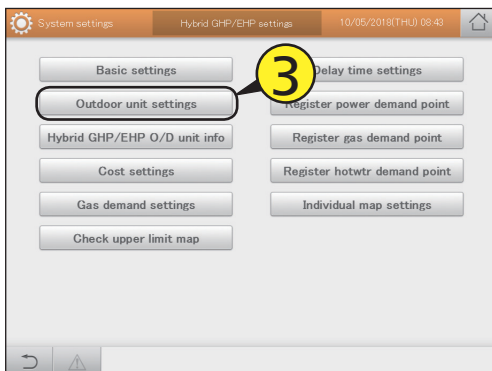 System settings
Hybrid GHP/EHP settings
10/05/2018(THU) 08:43
Basic settings
Delay time settings
3
Outdoor unit settings
Register power demand point
Hybrid GHP/EHP O/D unit info
Register gas demand point
Cost settings
Register hotwtr demand point
Gas demand settings
Individual map settings
Check upper limit map